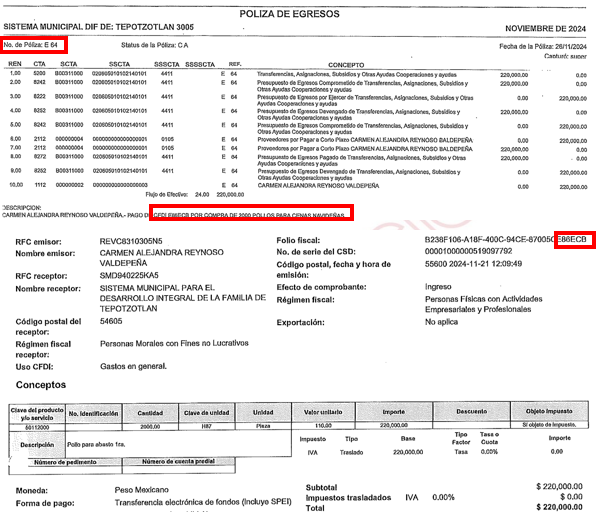 POLIZA DE EGRESOS
SISTEMA MUNICIPAL DIF DE: TEPOTZOTLAN 3005 NOVIEMBRE DE 2024
No. de Póliza: E 64 Status de la Póliza: C A Fecha de la Póliza: 26/11/2024
Capturó: super
REN CTA SCTA SSCTA SSSCTA SSSSCTA REF. CONCEPTO
1.00 5200 B00311000 020605010102140101 4411 E 64 Transferencias, Asignaciones, Subsidios y Otras Ayudas Cooperaciones y ayudas 220,000.00 0.00
2.00 8242 B00311000 020605010102140101 4411 E 64 Presupuesto de Egresos Comprometido de Transferencias, Asignaciones, Subsidios y 220,000.00 0.00
Otras Ayudas Cooperaciones y ayudas
3.00 8222 B00311000 020605010102140101 4411 E 64 Presupuesto de Egresos por Ejercer de Transferencias, Asignaciones, Subsidios y 0.00 220,000.00
Otras Ayudas Cooperaciones y ayudas
4.00 8252 B00311000 020605010102140101 4411 E 64 Presupuesto de Egresos Devengado de Transferencias, Asignaciones, Subsidios y 220,000.00 0.00
Otras Ayudas Cooperaciones y ayudas
5.00 8242 B00311000 020605010102140101 4411 E 64 Presupuesto de Egresos Comprometido de Transferencias, Asignaciones, Subsidios y 0.00 220,000.00
Otras Ayudas Cooperaciones y ayudas
6.00 2112 000000004 000000000000000001 0105 E 64 Proveedores por Pagar a Corto Plazo CARMEN ALEJANDRA REYNOSO BALDEPEÑA 0.00 220,000.00
7.00 2112 000000004 000000000000000001 0105 E 64 Proveedores por Pagar a Corto Plazo CARMEN ALEJANDRA REYNOSO BALDEPEÑA 220,000.00 0.00
8.00 8272 B00311000 020605010102140101 4411 E 64 Presupuesto de Egresos Pagado de Transferencias, Asignaciones, Subsidios y Otras 220,000.00 0.00
Ayudas Cooperaciones y ayudas
9.00 8252 B00311000 020605010102140101 4411 E 64 Presupuesto de Egresos Devengado de Transferencias, Asignaciones, Subsidios y 0.00 220,000.00
Otras Ayudas Cooperaciones y ayudas
10.00 1112 000000002 000000000000000003 E 64 CARMEN ALEJANDRA REYNOSO VALDEPEÑA 0.00 220,000.00
Flujo de Efectivo: 24.00 220,000.00
DESCRIPCION:
CARMEN ALEJANDRA REYNOSO VALDEPEÑA.- PAGO DE CFDI E86ECB POR COMPRA DE 2000 POLLOS PARA CENAS NAVIDEÑAS.
RFC emisor: REVC8310305N5 Folio fiscal: B238F106-A18F-400C-94CE-870050E86ECB
Nombre emisor: CARMEN ALEJANDRA REYNOSO VALDEPEÑA No. de serie del CSD: 00001000000519097792
RFC receptor: SMD940225KA5 Código postal, fecha y hora de emisión: 55600 2024-11-21 12:09:49
Nombre receptor: SISTEMA MUNICIPAL PARA EL DESARROLLO INTEGRAL DE LA FAMILIA DE TEPOTZOTLAN Efecto de comprobante: Ingreso
Régimen fiscal: Personas Físicas con Actividades Empresariales y Profesionales
Código postal del receptor: 54605 Exportación: No aplica
Régimen fiscal receptor: Personas Morales con Fines no Lucrativos
Uso CFDI: Gastos en general.
Conceptos
Clave del producto y/o servicio No. identificación Cantidad Clave de unidad Unidad Valor unitario Importe Descuento Objeto impuesto
50112000 2000.00 H87 Pieza 110.00 220,000.00 Sí objeto de impuesto.
Descripción Pollo para abasto 1ra. Impuesto Tipo Base Tipo Factor Tasa o Cuota Importe
IVA Traslado 220,000.00 Tasa 0.00% 0.00
Número de pedimento Número de cuenta predial
Moneda: Peso Mexicano Subtotal $ 220,000.00
Forma de pago: Transferencia electrónica de fondos (incluye SPEI) Impuestos trasladados IVA 0.00% $ 0.00
Total $ 220,000.00